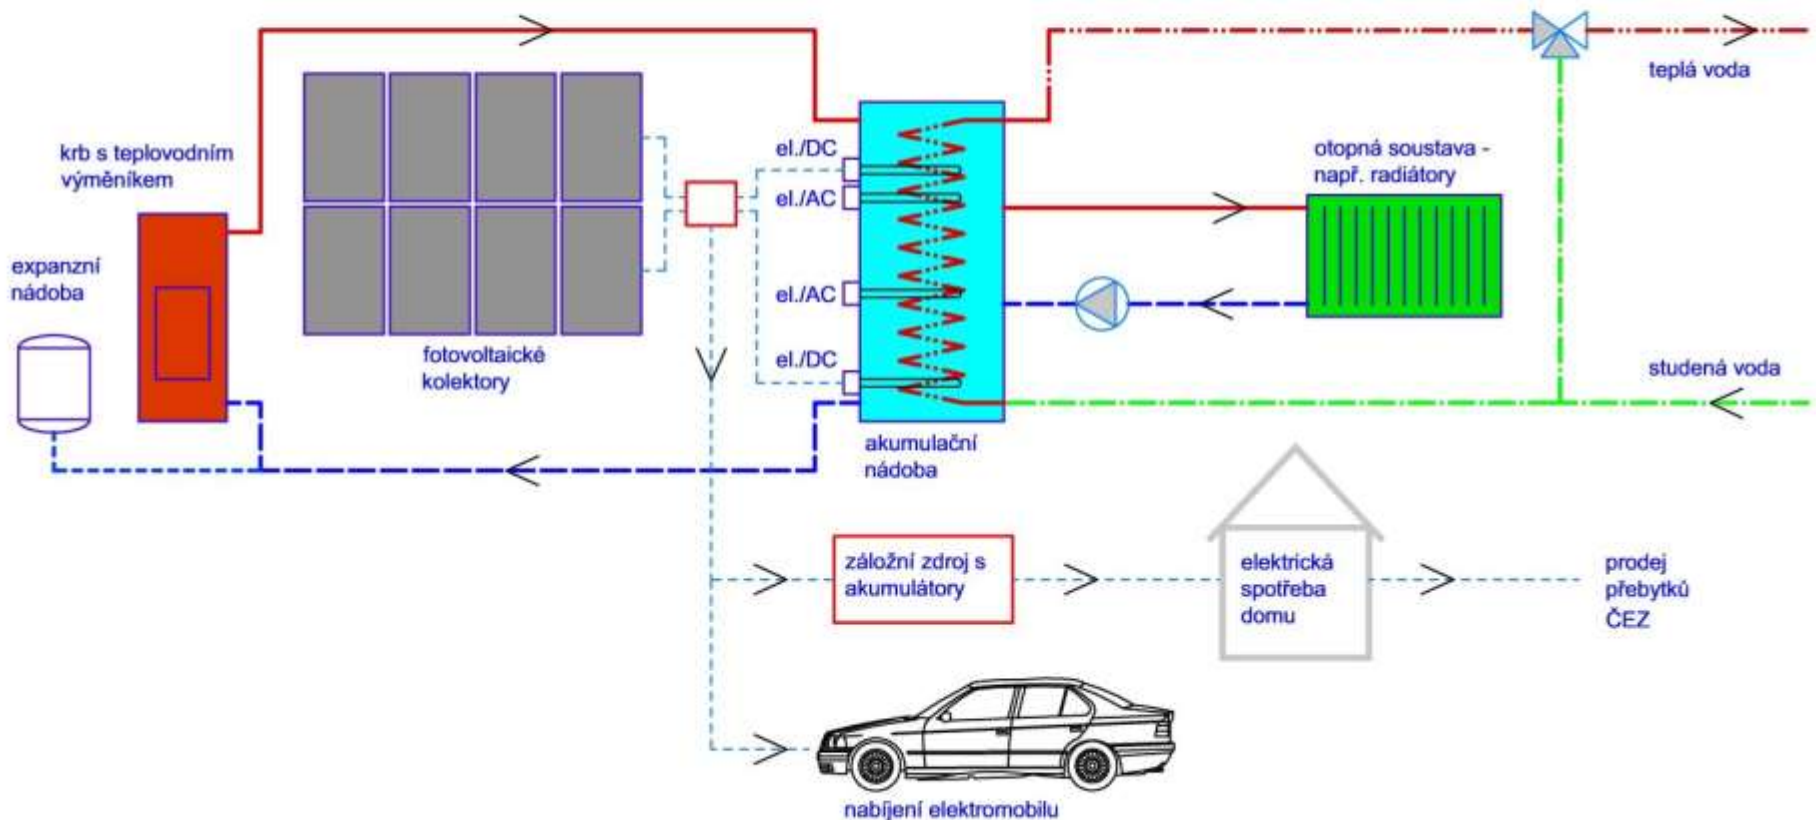 teplá voda
krb s teplovodním
výměníkem
el./DC
otopná soustava -
např. radiátory
el./AC
expanzní
nádoba
el./AC
fotovoltaické
kolektory
el./DC
studená voda
akumulační
nádoba
záložní zdroj s
akumulátory
elektrická
spotřeba
domu
prodej
přebytků
ČEZ
nabíjení elektromobilu